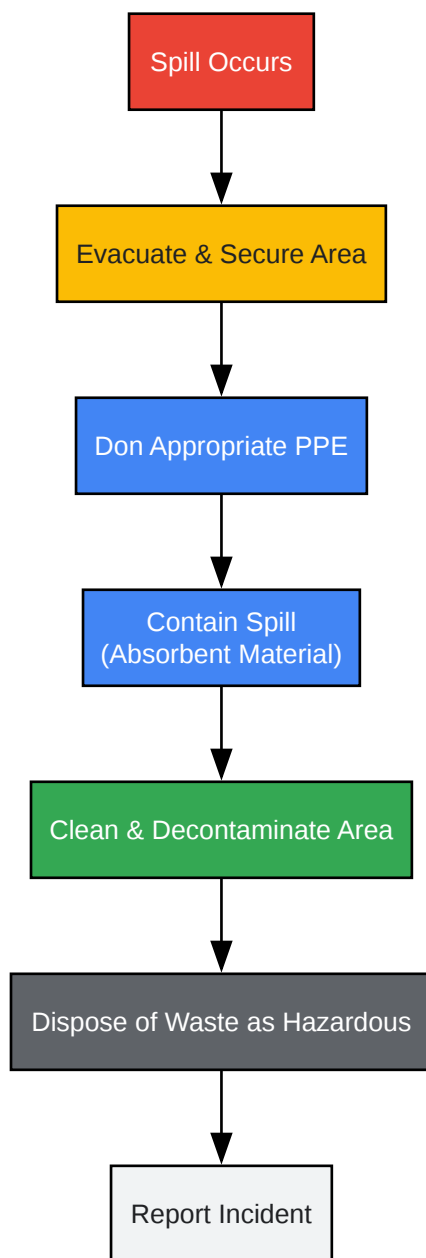 Spill Occurs
Evacuate & Secure Area
Don Appropriate PPE
Contain Spill
(Absorbent Material)
Clean & Decontaminate Area
Dispose of Waste as Hazardous
Report Incident